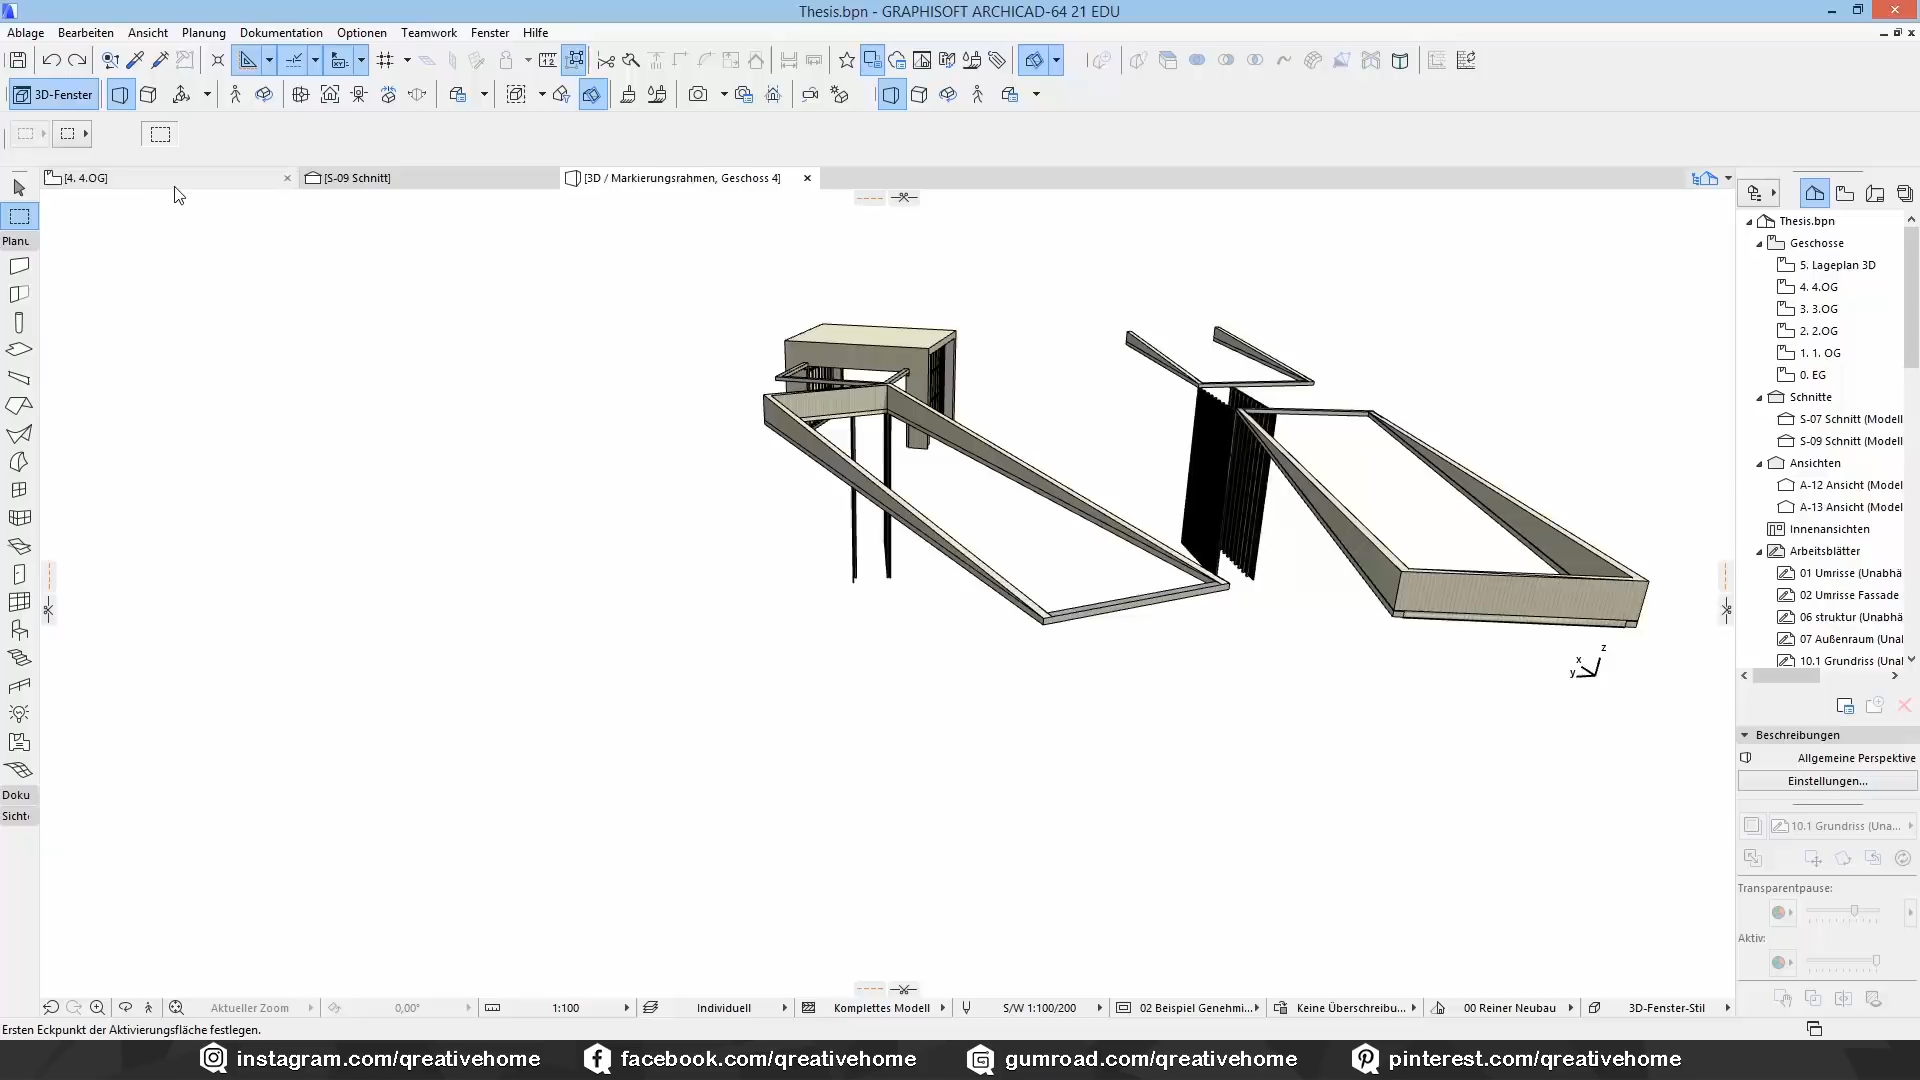 Thesis.bpn - GRAPHISOFT ARCHICAD-64 21 EDU
Ablage Bearbeiten Ansicht Planung Dokumentation Optionen Teamwork Fenster Hilfe
3D-Fenster
[4. 4.OG]
[S-09 Schnitt]
[3D / Markierungsrahmen, Geschoss 4]
Planu
Doku
Sicht
z
x
y
Thesis.bpn
Geschosse
5. Lageplan 3D
4. 4.OG
3. 3.OG
2. 2.OG
1. 1. OG
0. EG
Schnitte
S-07 Schnitt (Modell
S-09 Schnitt (Modell
Ansichten
A-12 Ansicht (Model
A-13 Ansicht (Model
Innenansichten
Arbeitsblätter
01 Umrisse (Unabhä
02 Umrisse Fassade
06 struktur (Unabhä
07 Außenraum (Unal
10.1 Grundriss (Unal
Beschreibungen
Allgemeine Perspektive
Einstellungen...
10.1 Grundriss (Una...
Transparentpause:
Aktiv:
Aktueller Zoom 0,00° 1:100 Individuell Komplettes Modell S/W 1:100/200 02 Beispiel Genehmi... Keine Überschreibu... 00 Reiner Neubau 3D-Fenster-Stil
Ersten Eckpunkt der Aktivierungsfläche festlegen.
instagram.com/qreativehome facebook.com/qreativehome gumroad.com/qreativehome pinterest.com/qreativehome